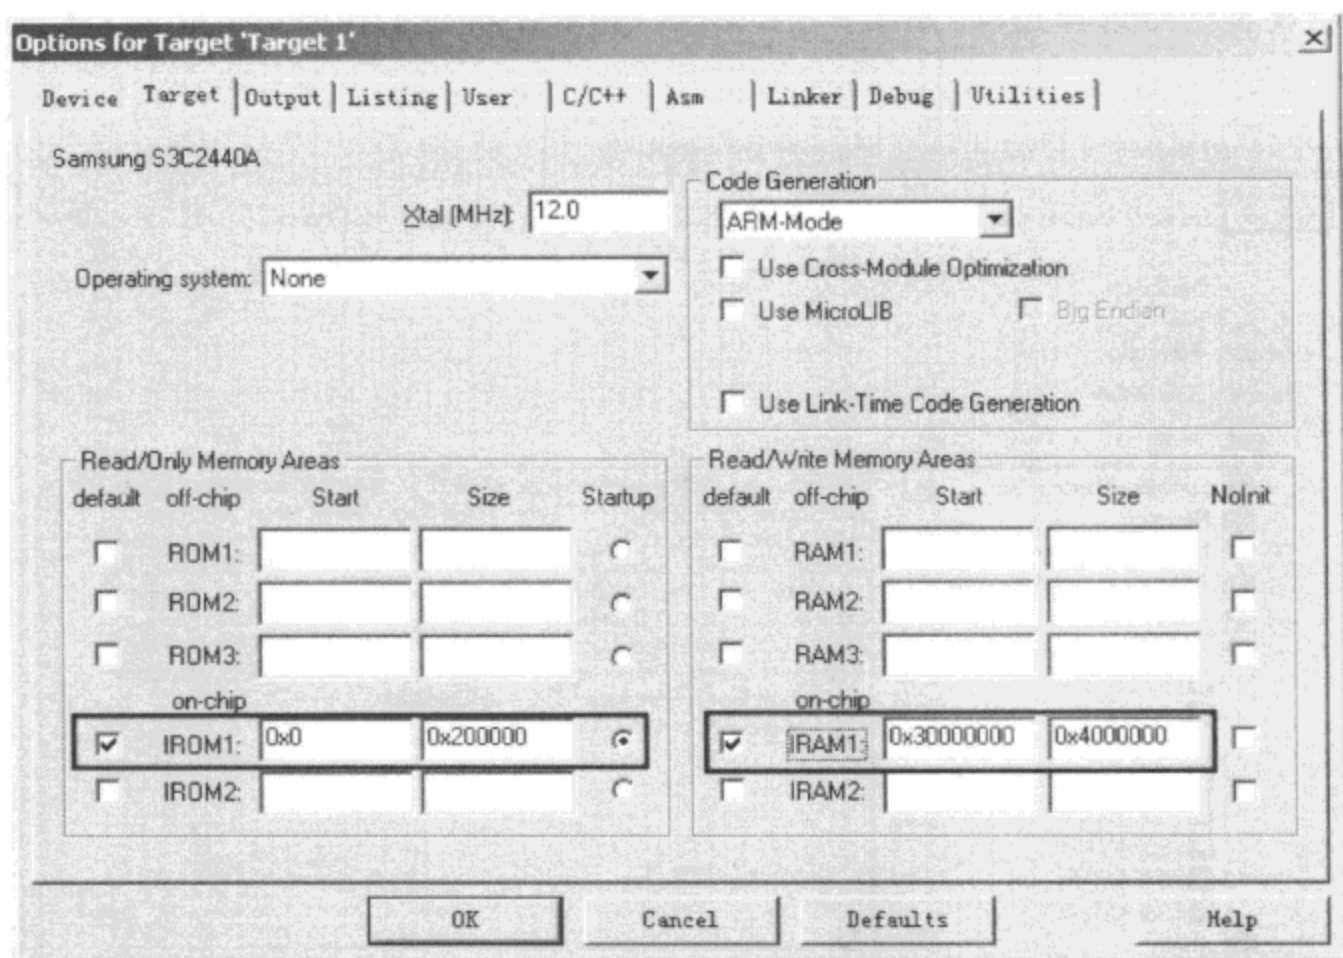 Options for Target 'Target 1'
Device Target Output Listing User C/C++ Asm Linker Debug Utilities
Samsung S3C2440A
Xtal (MHz): 12.0
Operating system: None
Code Generation
ARM-Mode
Use Cross-Module Optimization
Use MicroLIB Big Endian
Use Link-Time Code Generation
Read/Only Memory Areas
default off-chip Start Size Startup
ROM1:
ROM2:
ROM3:
on-chip
IROM1: 0x0 0x200000
IROM2:
Read/Write Memory Areas
default off-chip Start Size NoInit
RAM1:
RAM2:
RAM3:
on-chip
IRAM1: 0x30000000 0x4000000
IRAM2:
OK Cancel Defaults Help